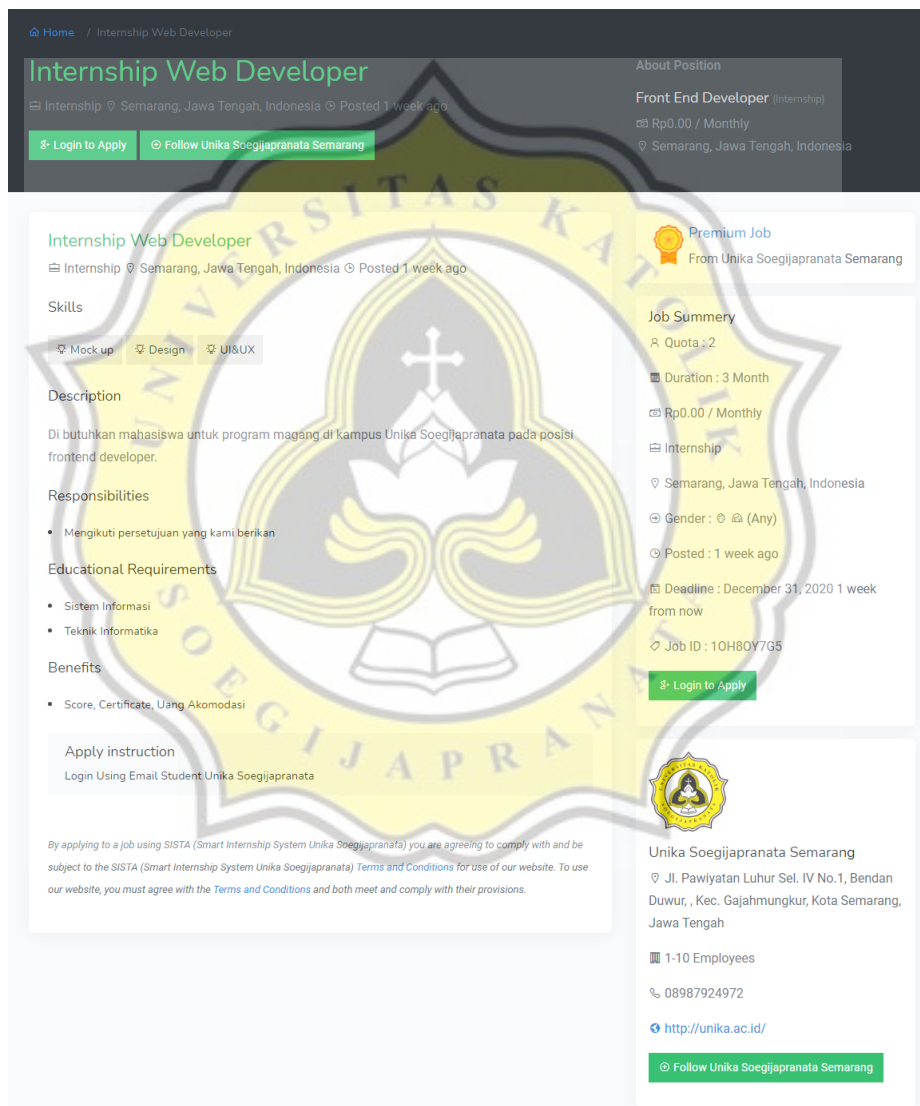 Home / Internship Web Developer
Internship Web Developer
Internship Semarang, Jawa Tengah, Indonesia Posted 1 week ago
Login to Apply
Follow Unika Soegijapranata Semarang
About Position
Front End Developer (Internship)
Rp0.00 / Monthly
Semarang, Jawa Tengah, Indonesia
Internship Web Developer
Internship Semarang, Jawa Tengah, Indonesia Posted 1 week ago
Skills
Mock up Design UI&UX
Description
Di butuhkan mahasiswa untuk program magang di kampus Unika Soegijapranata pada posisi
frontend developer.
Responsibilities
• Mengikuti persetujuan yang kami berikan
Educational Requirements
• Sistem Informasi
• Teknik Informatika
Benefits
• Score, Certificate, Uang Akomodasi
Apply instruction
Login Using Email Student Unika Soegijapranata
By applying to a job using SISTA (Smart Internship System Unika Soegijapranata) you are agreeing to comply with and be
subject to the SISTA (Smart Internship System Unika Soegijapranata) Terms and Conditions for use of our website. To use
our website, you must agree with the Terms and Conditions and both meet and comply with their provisions.
Premium Job
From Unika Soegijapranata Semarang
Job Summery
Quota : 2
Duration : 3 Month
Rp0.00 / Monthly
Internship
Semarang, Jawa Tengah, Indonesia
Gender : (Any)
Posted : 1 week ago
Deadline : December 31, 2020 1 week
from now
Job ID : 1OH8OY7G5
Login to Apply
UNIVERSITAS KATOLIK
SOEGIJAPRANATA
Unika Soegijapranata Semarang
Jl. Pawiyatan Luhur Sel. IV No.1, Bendan
Duwur, , Kec. Gajahmungkur, Kota Semarang,
Jawa Tengah
1-10 Employees
08987924972
http://unika.ac.id/
Follow Unika Soegijapranata Semarang
UNIVERSITAS KATOLIK
SOEGIJAPRANATA